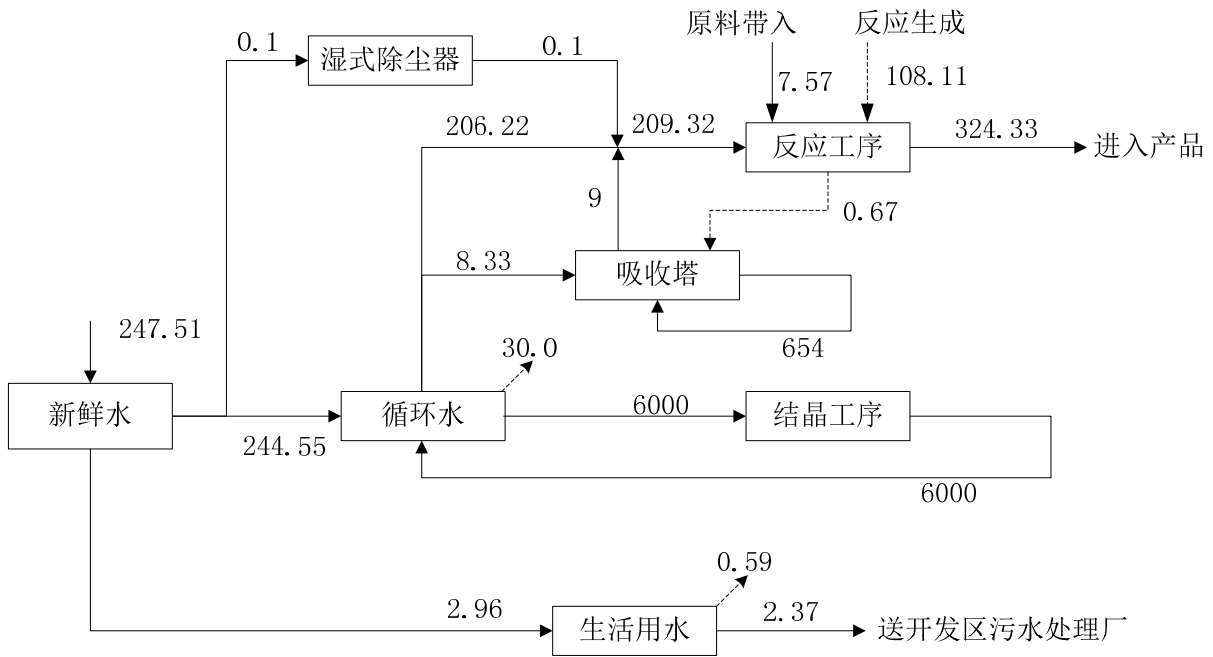 原料带入
反应生成
0.1
湿式除尘器
0.1
7.57
108.11
206.22
209.32
反应工序
324.33
进入产品
9
0.67
8.33
吸收塔
247.51
654
30.0
新鲜水
循环水
6000
结晶工序
244.55
6000
0.59
2.96
生活用水
2.37
送开发区污水处理厂